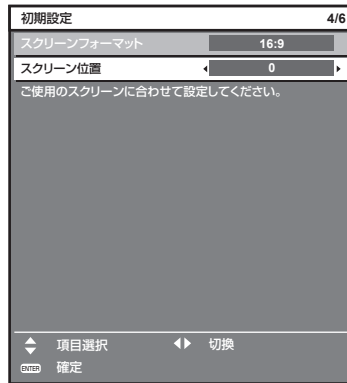 初期設定 4/6
スクリーンフォーマット 16:9
スクリーン位置 0
ご使用のスクリーンに合わせて設定してください。
項目選択 切換
ENTER 確定